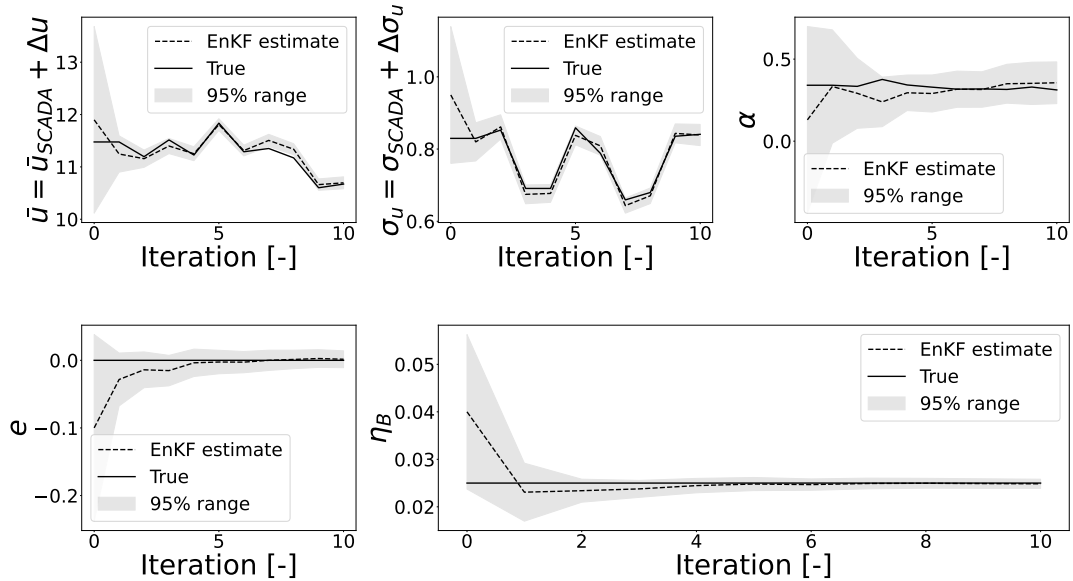 ū = ū_SCADA + Δu
13
12
11
10
EnKF estimate
True
95% range
0
5
10
Iteration [-]
σ_u = σ_SCADA + Δσ_u
1.0
0.8
0.6
EnKF estimate
True
95% range
0
5
10
Iteration [-]
α
0.5
0.0
EnKF estimate
95% range
0
5
10
Iteration [-]
e
0.0
−0.1
−0.2
EnKF estimate
True
95% range
0
5
10
Iteration [-]
η_B
0.05
0.04
0.03
0.02
EnKF estimate
True
95% range
0
2
4
6
8
10
Iteration [-]